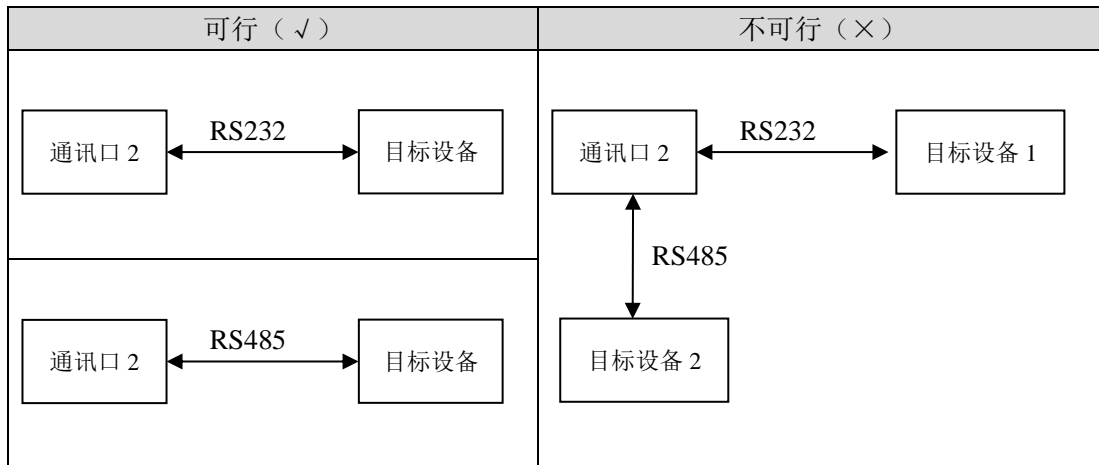 可行（√）
不可行（×）
通讯口 2
RS232
目标设备
通讯口 2
RS485
目标设备
通讯口 2
RS232
目标设备 1
RS485
目标设备 2